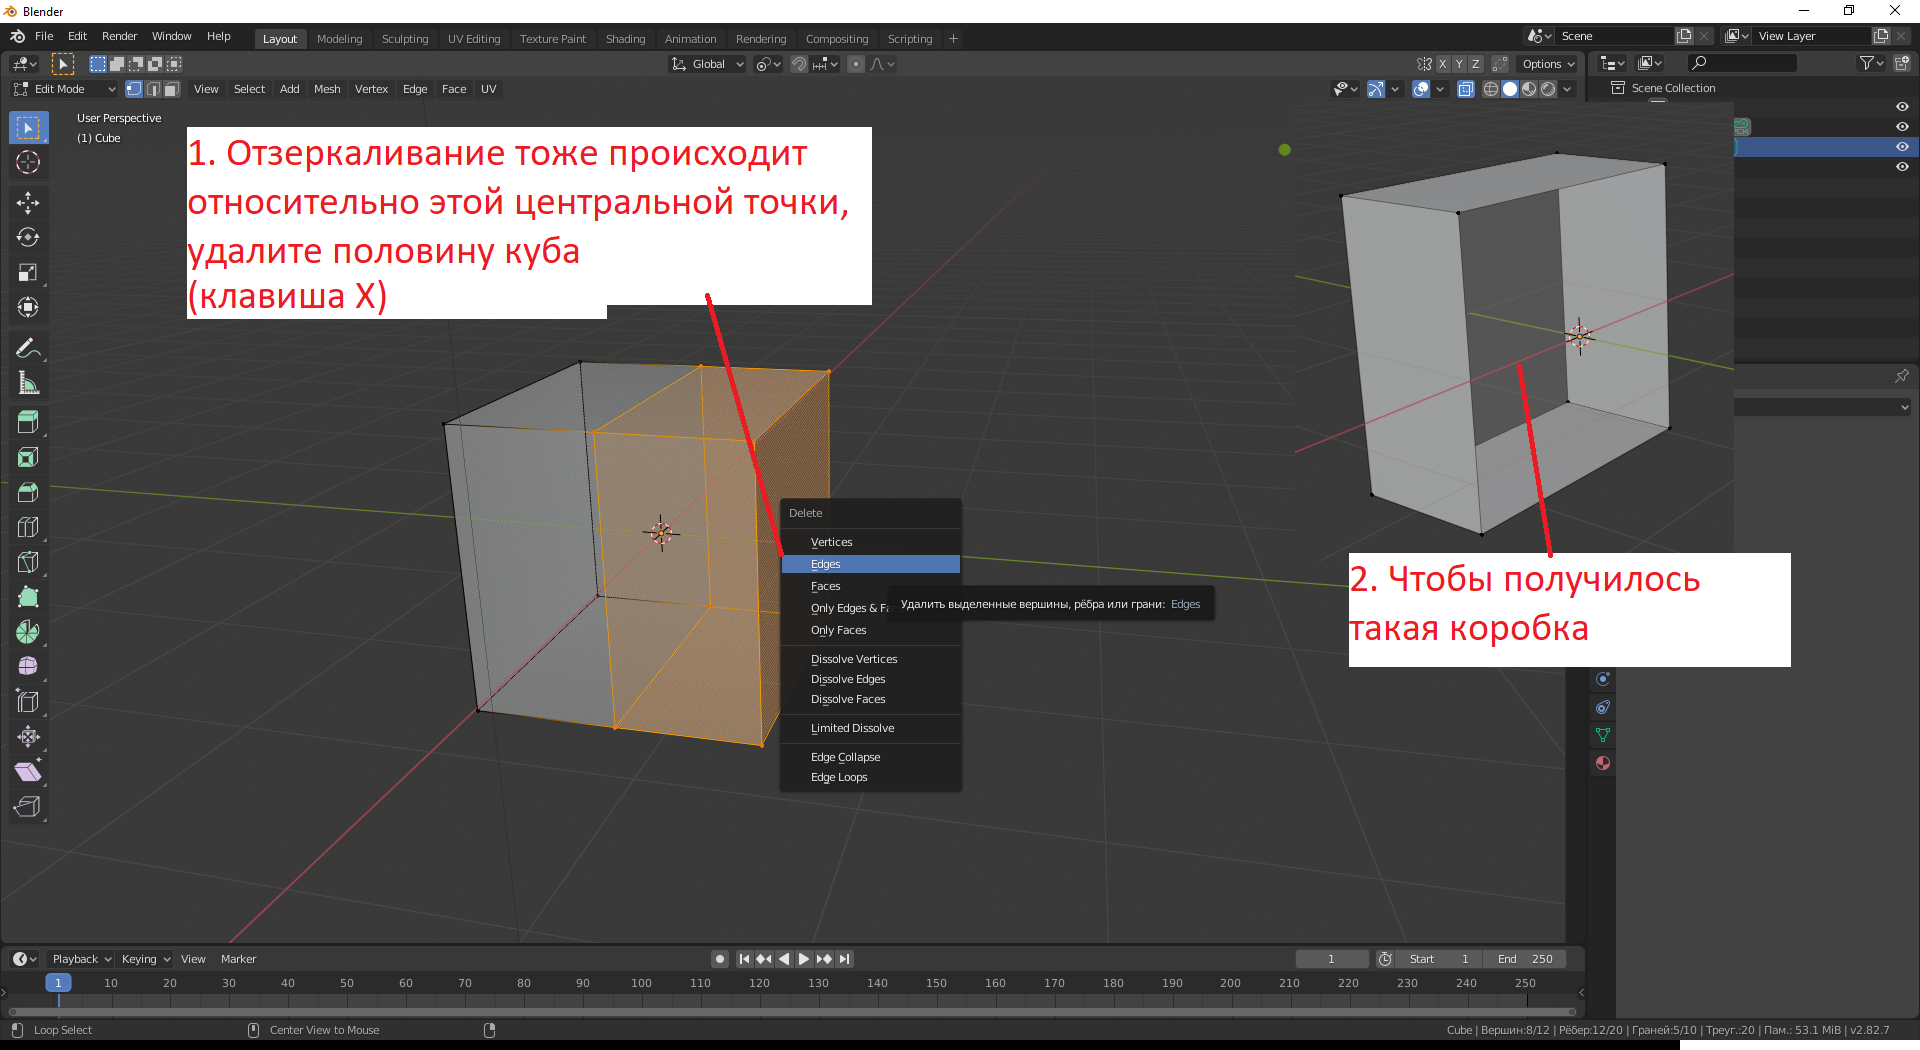 Blender
File Edit Render Window Help Layout Modeling Sculpting UV Editing Texture Paint Shading Animation Rendering Compositing Scripting + Scene View Layer
Global X Y Z Options
Edit Mode View Select Add Mesh Vertex Edge Face UV Scene Collection
User Perspective
(1) Cube
1. Отзеркаливание тоже происходит
относительно этой центральной точки,
удалите половину куба
(клавиша X)
Delete
Vertices
Edges
Faces
Only Edges & Fa
Удалить выделенные вершины, рёбра или грани: Edges
Only Faces
Dissolve Vertices
Dissolve Edges
Dissolve Faces
Limited Dissolve
Edge Collapse
Edge Loops
2. Чтобы получилось
такая коробка
Playback Keying View Marker 1 Start 1 End 250
1 10 20 30 40 50 60 70 80 90 100 110 120 130 140 150 160 170 180 190 200 210 220 230 240 250
Loop Select Center View to Mouse Cube | Вершин:8/12 | Рёбер:12/20 | Граней:5/10 | Треуг.:20 | Пам.: 53.1 MiB | v2.82.7